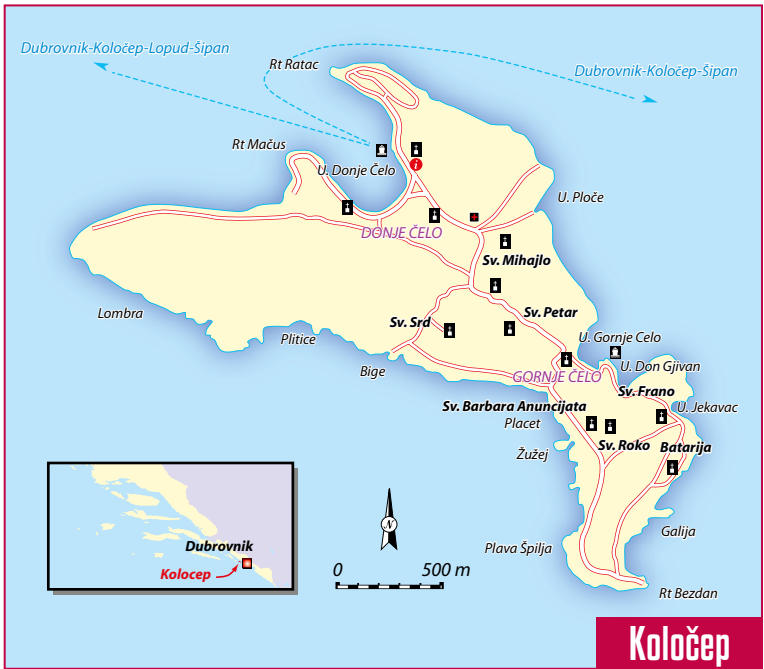 Dubrovnik-Koločep-Lopud-Šipan
Rt Ratac
Dubrovnik-Koločep-Šipan
Rt Mačus
U. Donje Čelo
i
U. Ploče
DONJE ČELO
Sv. Mihajlo
Lombra
Sv. Petar
Sv. Srd
Plitice
U. Gornje Celo
Bige
U. Don Gjivan
GORNJE ČELO
Sv. Frano
Sv. Barbara Anuncijata
U. Jekavac
Placet
Sv. Roko
Batarija
Žužej
Galija
Plava Špilja
N
Dubrovnik
Kolocep
0
500 m
Rt Bezdan
Koločep